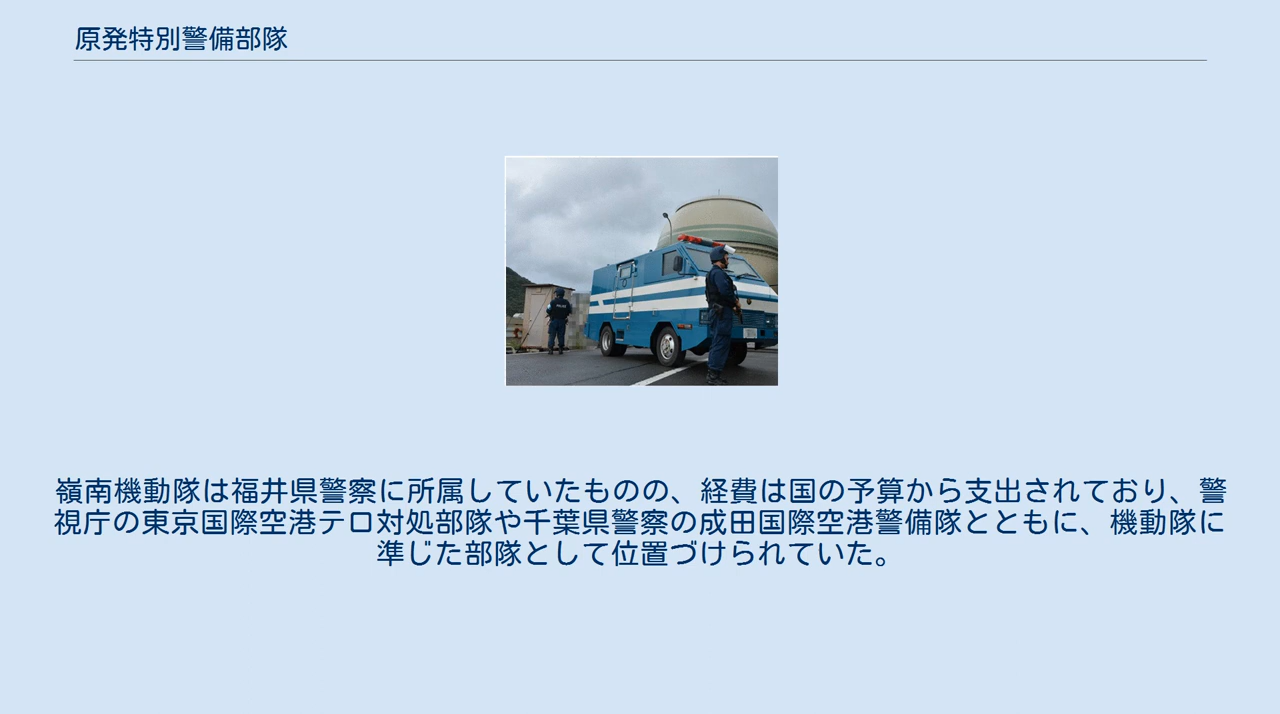 原発特別警備部隊
嶺南機動隊は福井県警察に所属していたものの、経費は国の予算から支出されており、警
視庁の東京国際空港テロ対処部隊や千葉県警察の成田国際空港警備隊とともに、機動隊に
準じた部隊として位置づけられていた。